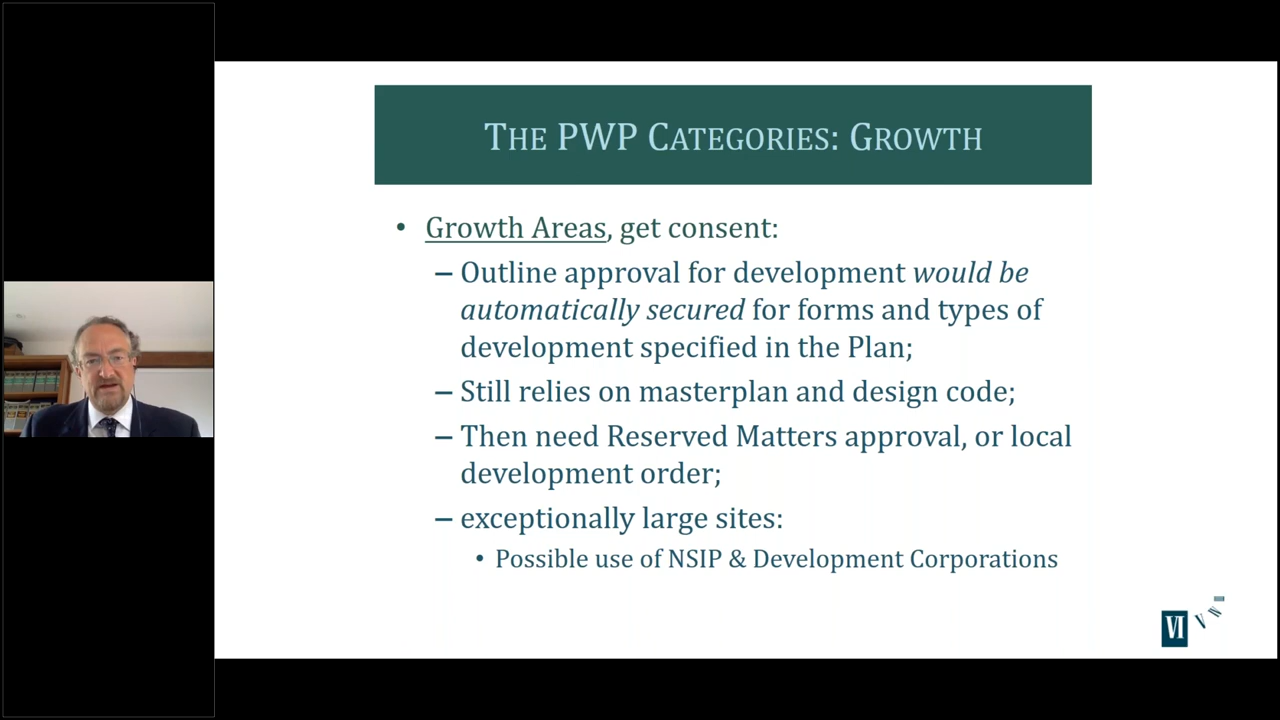 THE PWP CATEGORIES: GROWTH
• Growth Areas, get consent:
– Outline approval for development would be
automatically secured for forms and types of
development specified in the Plan;
– Still relies on masterplan and design code;
– Then need Reserved Matters approval, or local
development order;
– exceptionally large sites:
• Possible use of NSIP & Development Corporations
VI